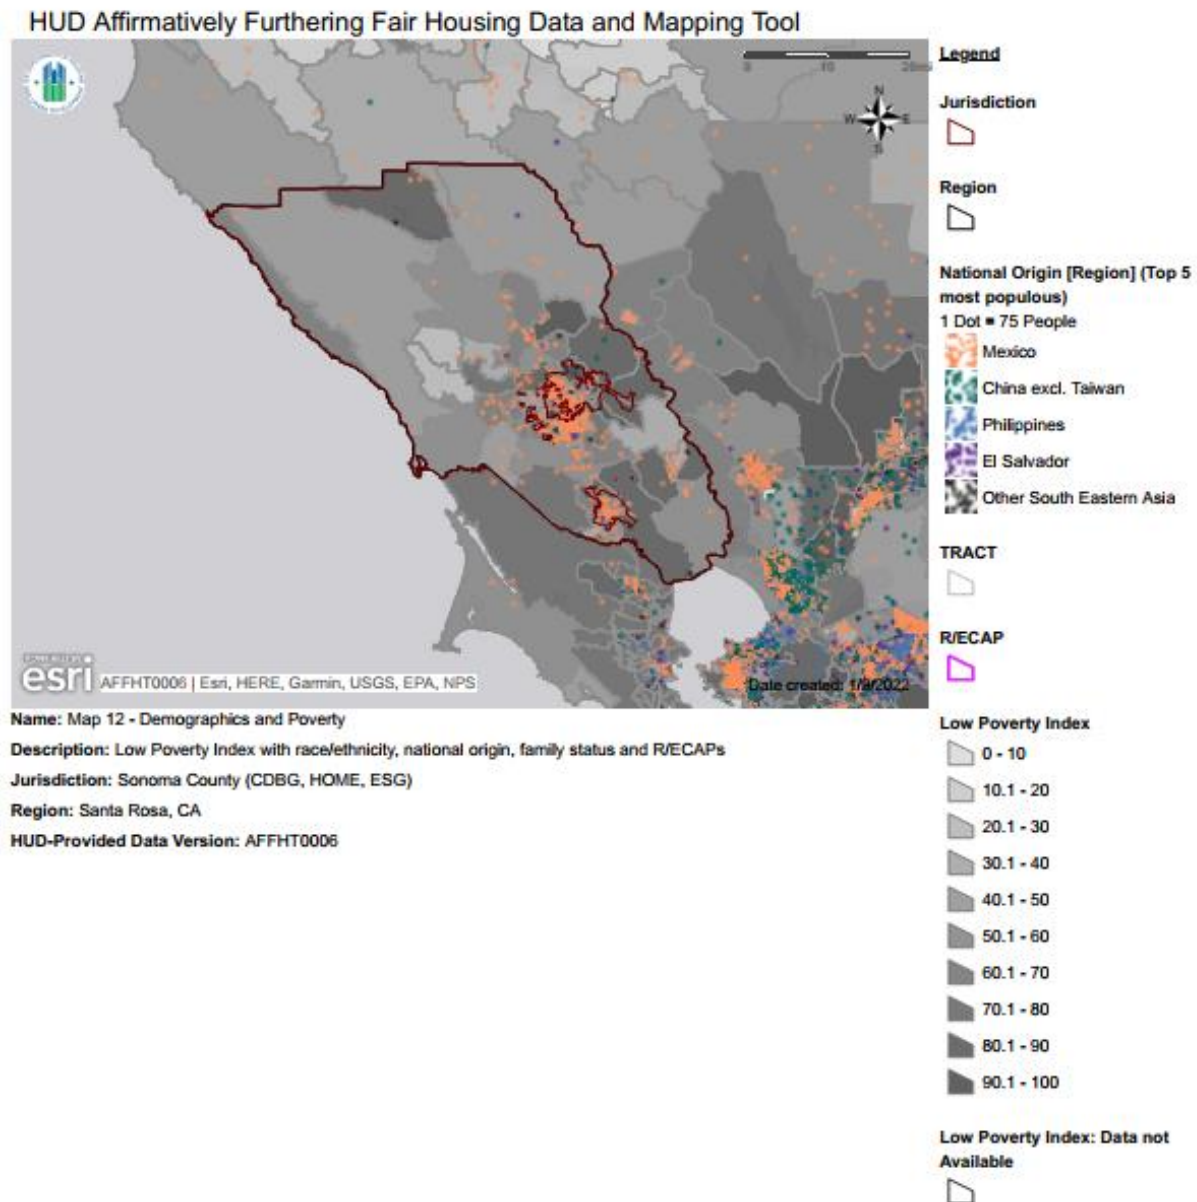 HUD Affirmatively Furthering Fair Housing Data and Mapping Tool
N
W E
S
esri AFFHT0006 | Esri, HERE, Garmin, USGS, EPA, NPS
Date created:
Name: Map 12 - Demographics and Poverty
Description: Low Poverty Index with race/ethnicity, national origin, family status and R/ECAPs
Jurisdiction: Sonoma County (CDBG, HOME, ESG)
Region: Santa Rosa, CA
HUD-Provided Data Version: AFFHT0006
Legend
Jurisdiction
Region
National Origin [Region] (Top 5
most populous)
1 Dot = 75 People
Mexico
China excl. Taiwan
Philippines
El Salvador
Other South Eastern Asia
TRACT
R/ECAP
Low Poverty Index
0 - 10
10.1 - 20
20.1 - 30
30.1 - 40
40.1 - 50
50.1 - 60
60.1 - 70
70.1 - 80
80.1 - 90
90.1 - 100
Low Poverty Index: Data not
Available